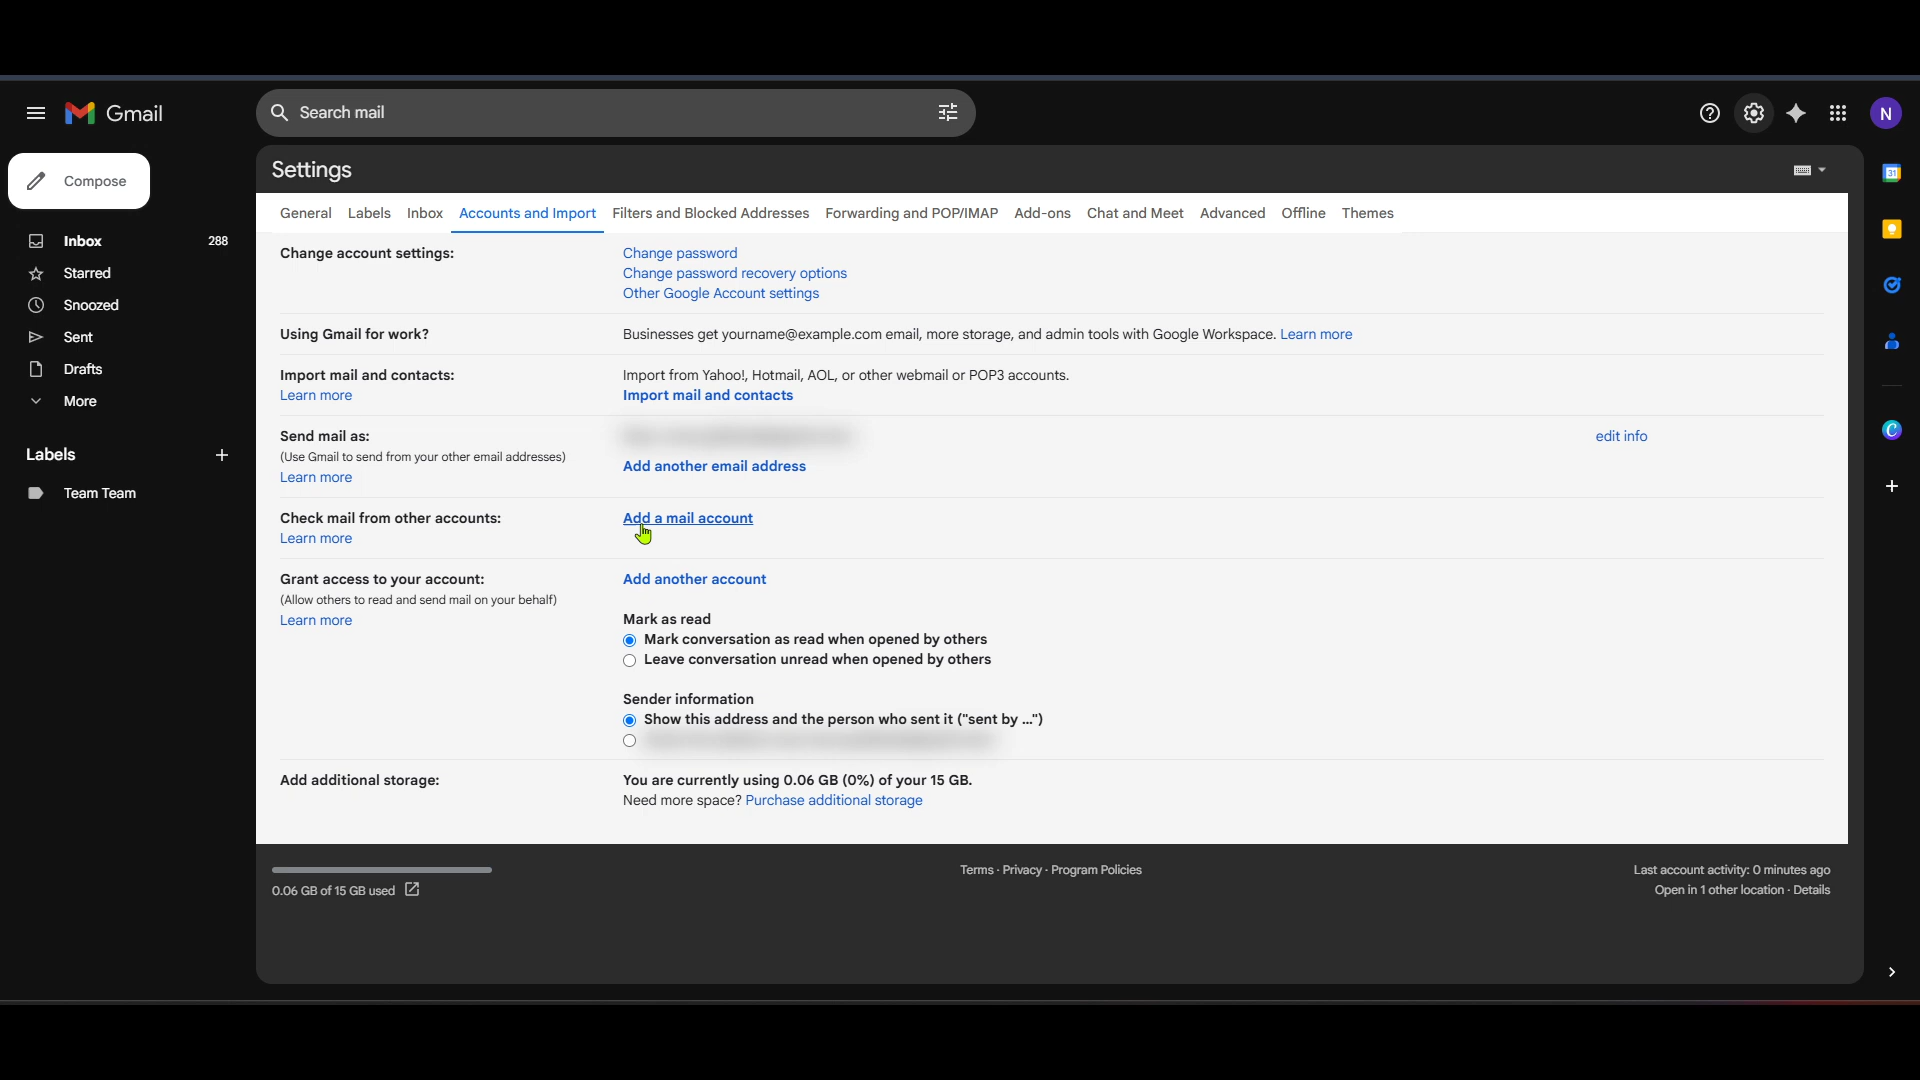 Gmail
Search mail
N
Compose
Settings
31
General Labels Inbox Accounts and Import Filters and Blocked Addresses Forwarding and POP/IMAP Add-ons Chat and Meet Advanced Offline Themes
Inbox 288
Starred
Snoozed
Sent
Drafts
More
Labels
Team Team
Change account settings: Change password
Change password recovery options
Other Google Account settings
Using Gmail for work? Businesses get yourname@example.com email, more storage, and admin tools with Google Workspace. Learn more
Import mail and contacts: Import from Yahoo!, Hotmail, AOL, or other webmail or POP3 accounts.
Learn more Import mail and contacts
Send mail as: edit info
(Use Gmail to send from your other email addresses) Add another email address
Learn more
Check mail from other accounts: Add a mail account
Learn more
Grant access to your account: Add another account
(Allow others to read and send mail on your behalf)
Learn more
Mark as read
Mark conversation as read when opened by others
Leave conversation unread when opened by others
Sender information
Show this address and the person who sent it ("sent by ...")
Add additional storage: You are currently using 0.06 GB (0%) of your 15 GB.
Need more space? Purchase additional storage
0.06 GB of 15 GB used
Terms · Privacy · Program Policies
Last account activity: 0 minutes ago
Open in 1 other location · Details